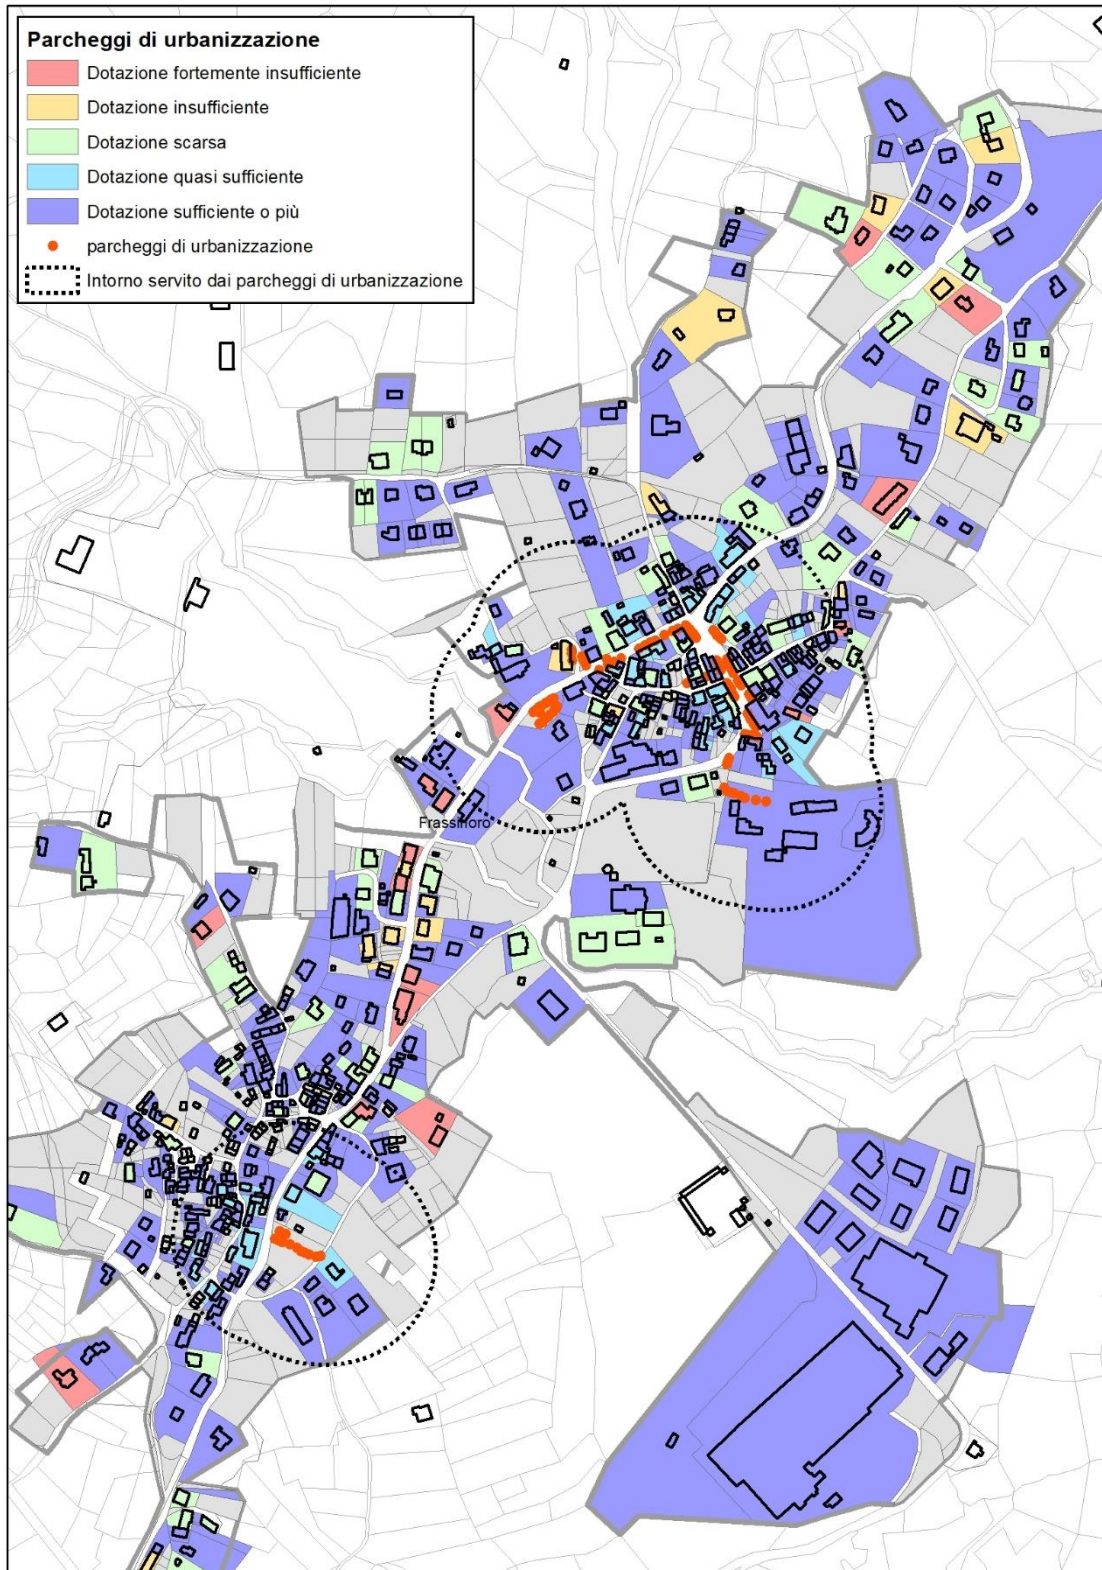 Parcheggi di urbanizzazione
Dotazione fortemente insufficiente
Dotazione insufficiente
Dotazione scarsa
Dotazione quasi sufficiente
Dotazione sufficiente o più
parcheggi di urbanizzazione
Intorno servito dai parcheggi di urbanizzazione
Frassinoro